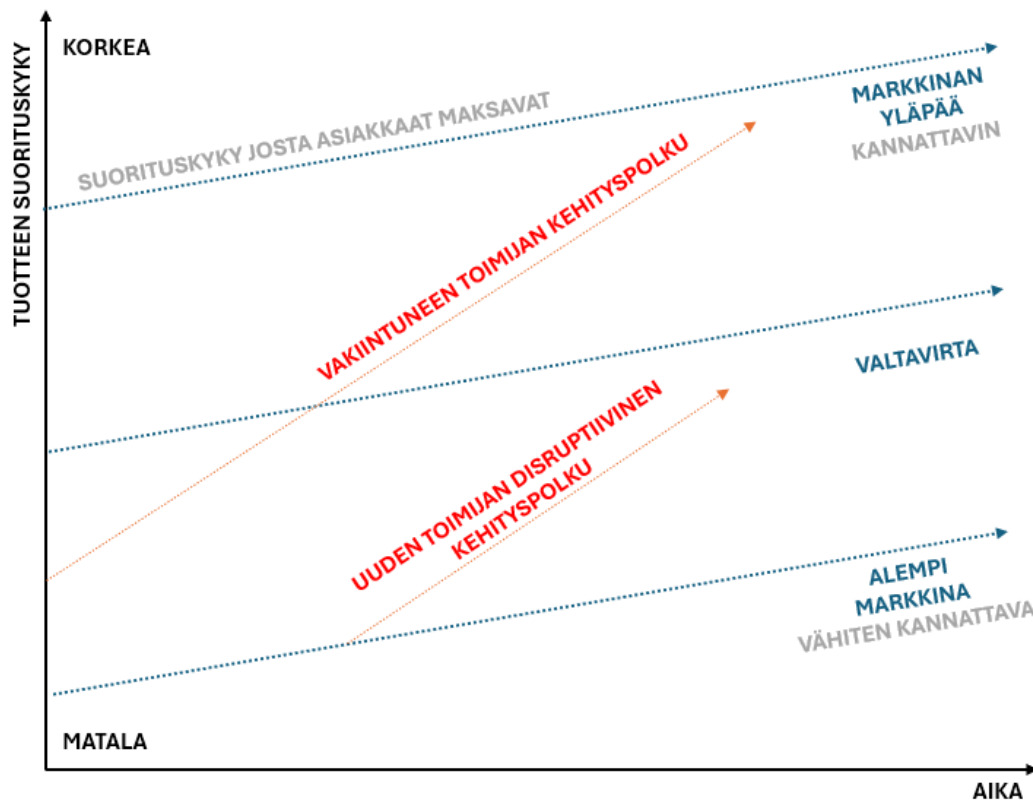 KORKEA
TUOTTEEN SUORITUSKYKY
SUORITUSKYKY JOSTA ASIAKKAAT MAKSAVAT
MARKKINAN
YLÄPÄÄ
KANNATTAVIN
VAKIINTUNEEN TOIMIJAN KEHITYSPOLKU
VALTAVIRTA
UUDEN TOIMIJAN DISRUPTIIVINEN
KEHITYSPOLKU
ALEMPI
MARKKINA
VÄHITEN KANNATTAVA
MATALA
AIKA